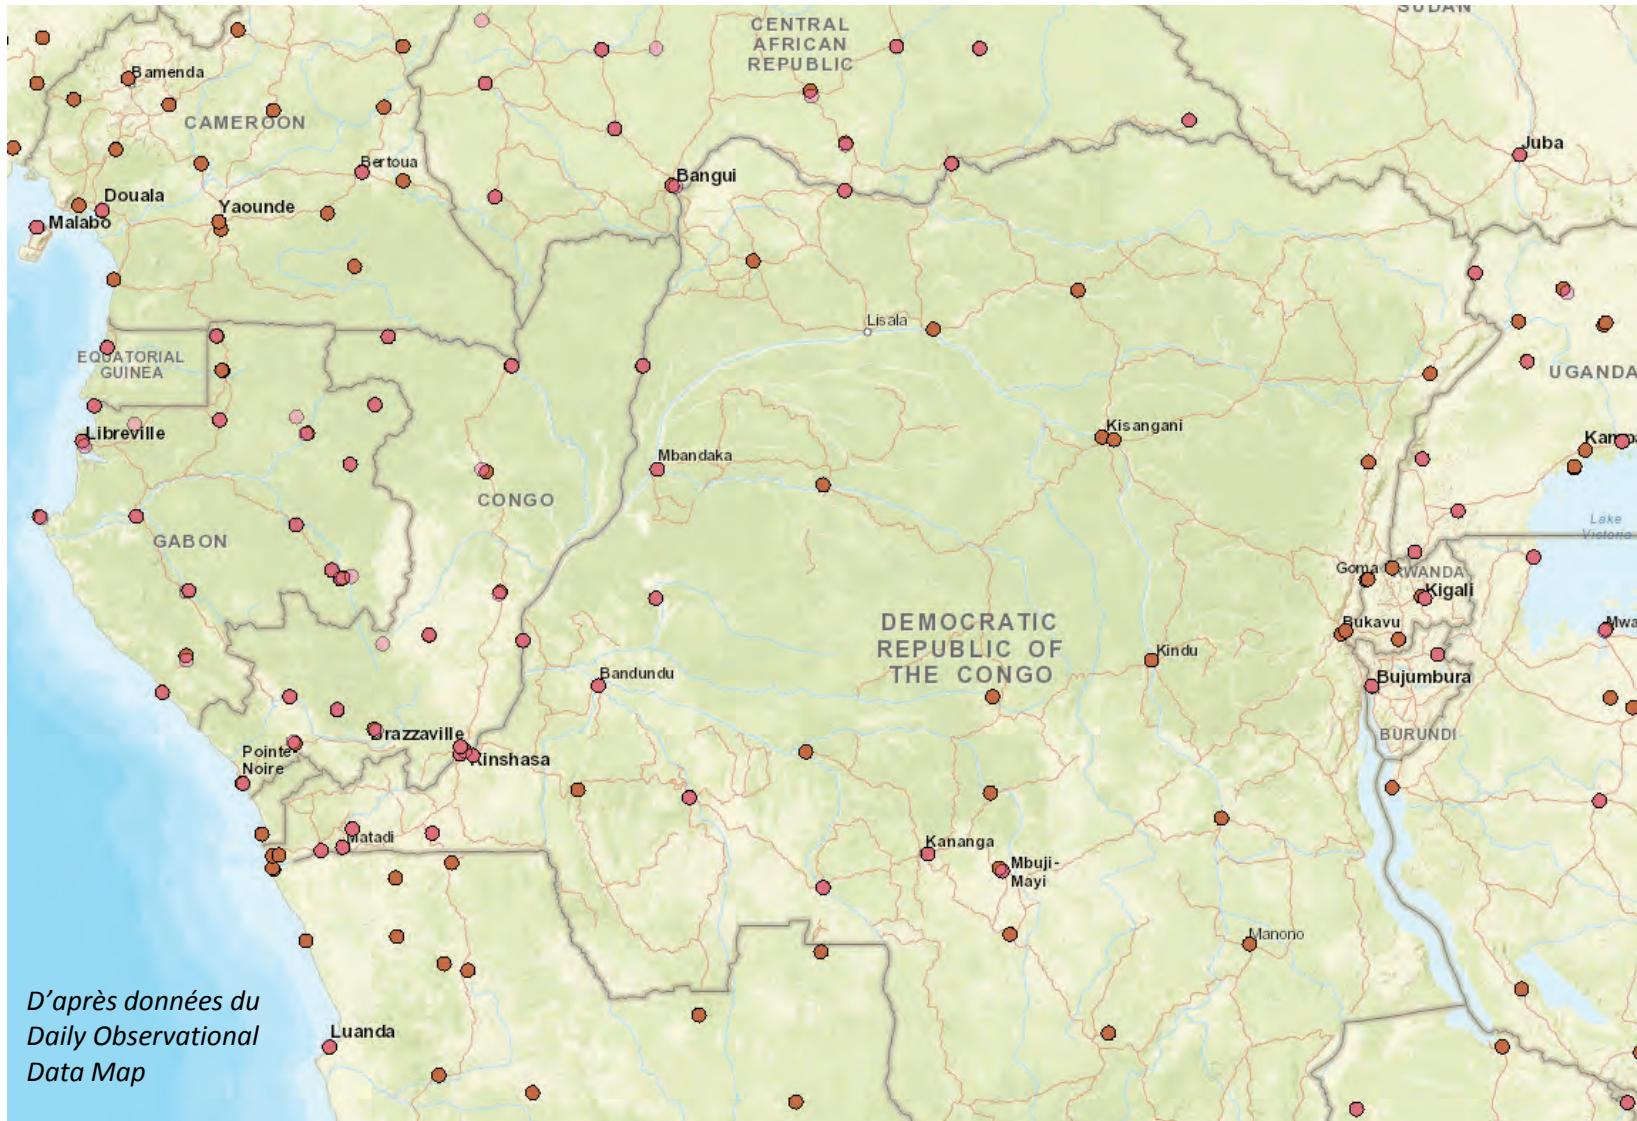 SUDAN
CENTRAL
AFRICAN
REPUBLIC
Bamenda
CAMEROON
Juba
Bertoua
Bangui
Douala
Yaounde
Malabo
Lisala
EQUATORIAL
GUINEA
UGANDA
Libreville
Kisangani
Kampa
Mbandaka
CONGO
GABON
Lake
Victoria
Goma
RWANDA
Kigali
DEMOCRATIC
REPUBLIC OF
THE CONGO
Bukavu
Mwa
Kindu
Bandundu
Bujumbura
Brazzaville
BURUNDI
Pointe-
Noire
Kinshasa
Matadi
Kananga
Mbuji-
Mayi
Manono
D'après données du
Daily Observational
Data Map
Luanda